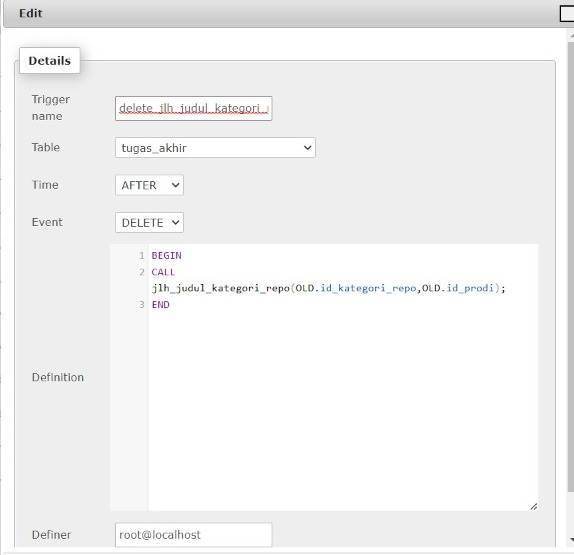 Edit
Details
Trigger
name
delete_jlh_judul_kategori_
Table
tugas_akhir
Time
AFTER
Event
DELETE
1 BEGIN
2 CALL
jlh_judul_kategori_repo(OLD.id_kategori_repo,OLD.id_prodi);
3 END
Definition
Definer
root@localhost